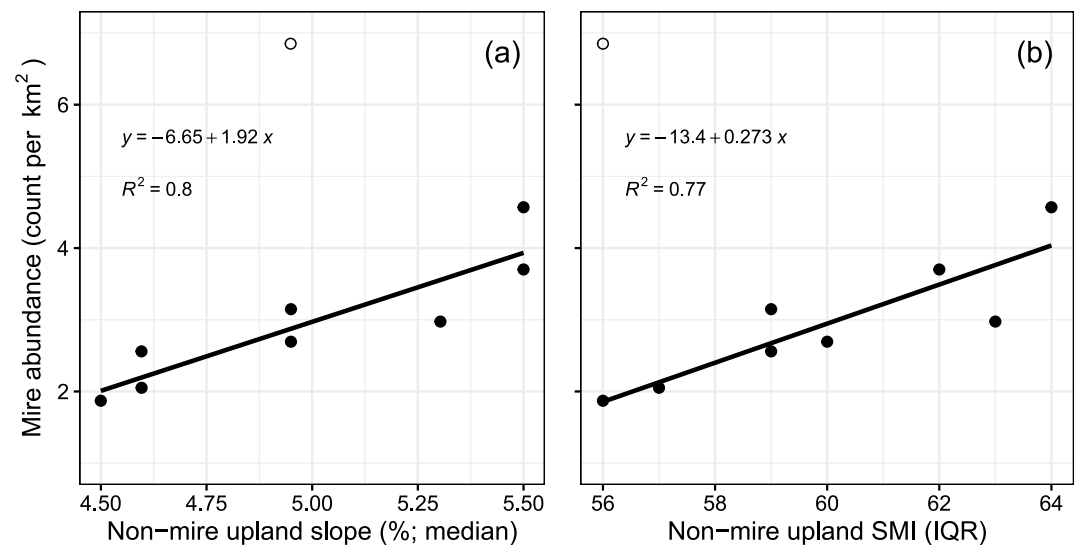 Mire abundance (count per km²)
(a)
y = −6.65 + 1.92 x
R² = 0.8
6
4
2
4.50 4.75 5.00 5.25 5.50
Non−mire upland slope (%; median)
(b)
y = −13.4 + 0.273 x
R² = 0.77
56 58 60 62 64
Non−mire upland SMI (IQR)